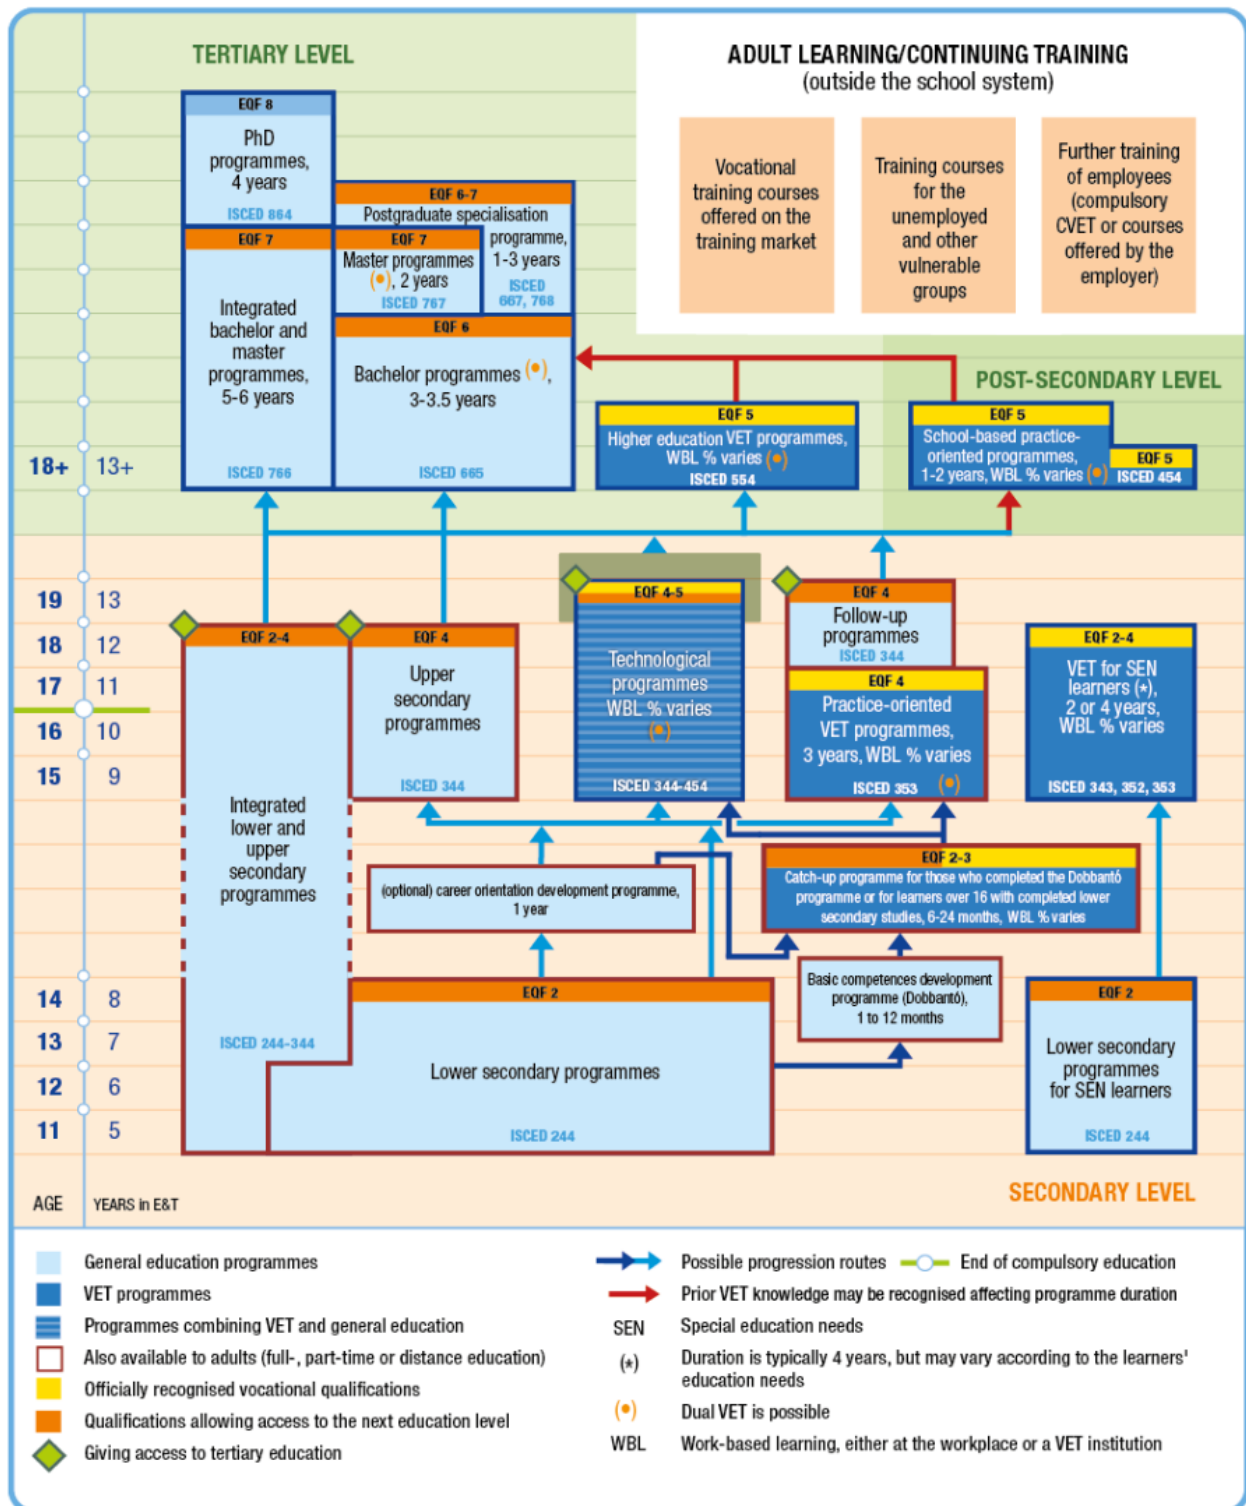 TERTIARY LEVEL
ADULT LEARNING/CONTINUING TRAINING
(outside the school system)
Vocational
training courses
offered on the
training market
Training courses
for the
unemployed
and other
vulnerable
groups
Further training
of employees
(compulsory
CVET or courses
offered by the
employer)
EQF 8
PhD
programmes,
4 years
ISCED 864
EQF 6-7
Postgraduate specialisation
programme,
1-3 years
ISCED
667, 768
EQF 7
Master programmes
(•), 2 years
ISCED 767
EQF 7
Integrated
bachelor and
master
programmes,
5-6 years
ISCED 766
EQF 6
Bachelor programmes (•),
3-3.5 years
ISCED 665
POST-SECONDARY LEVEL
EQF 5
Higher education VET programmes,
WBL % varies (•)
ISCED 554
EQF 5
School-based practice-
oriented programmes,
1-2 years, WBL % varies (•)
EQF 5
ISCED 454
18+ 13+
19 13
18 12
17 11
16 10
15 9
14 8
13 7
12 6
11 5
AGE YEARS in E&T
EQF 2-4
Integrated
lower and
upper
secondary
programmes
ISCED 244-344
EQF 4
Upper
secondary
programmes
ISCED 344
EQF 4-5
Technological
programmes
WBL % varies
(•)
ISCED 344-454
EQF 4
Follow-up
programmes
ISCED 344
EQF 4
Practice-oriented
VET programmes,
3 years, WBL % varies
ISCED 353 (•)
EQF 2-4
VET for SEN
learners (*),
2 or 4 years,
WBL % varies
ISCED 343, 352, 353
(optional) career orientation development programme,
1 year
EQF 2-3
Catch-up programme for those who completed the Dobbantó
programme or for learners over 16 with completed lower
secondary studies, 6-24 months, WBL % varies
Basic competences development
programme (Dobbantó),
1 to 12 months
EQF 2
Lower secondary programmes
ISCED 244
EQF 2
Lower secondary
programmes
for SEN learners
ISCED 244
SECONDARY LEVEL
General education programmes
VET programmes
Programmes combining VET and general education
Also available to adults (full-, part-time or distance education)
Officially recognised vocational qualifications
Qualifications allowing access to the next education level
Giving access to tertiary education
Possible progression routes
End of compulsory education
Prior VET knowledge may be recognised affecting programme duration
SEN Special education needs
(*) Duration is typically 4 years, but may vary according to the learners'
education needs
(•) Dual VET is possible
WBL Work-based learning, either at the workplace or a VET institution